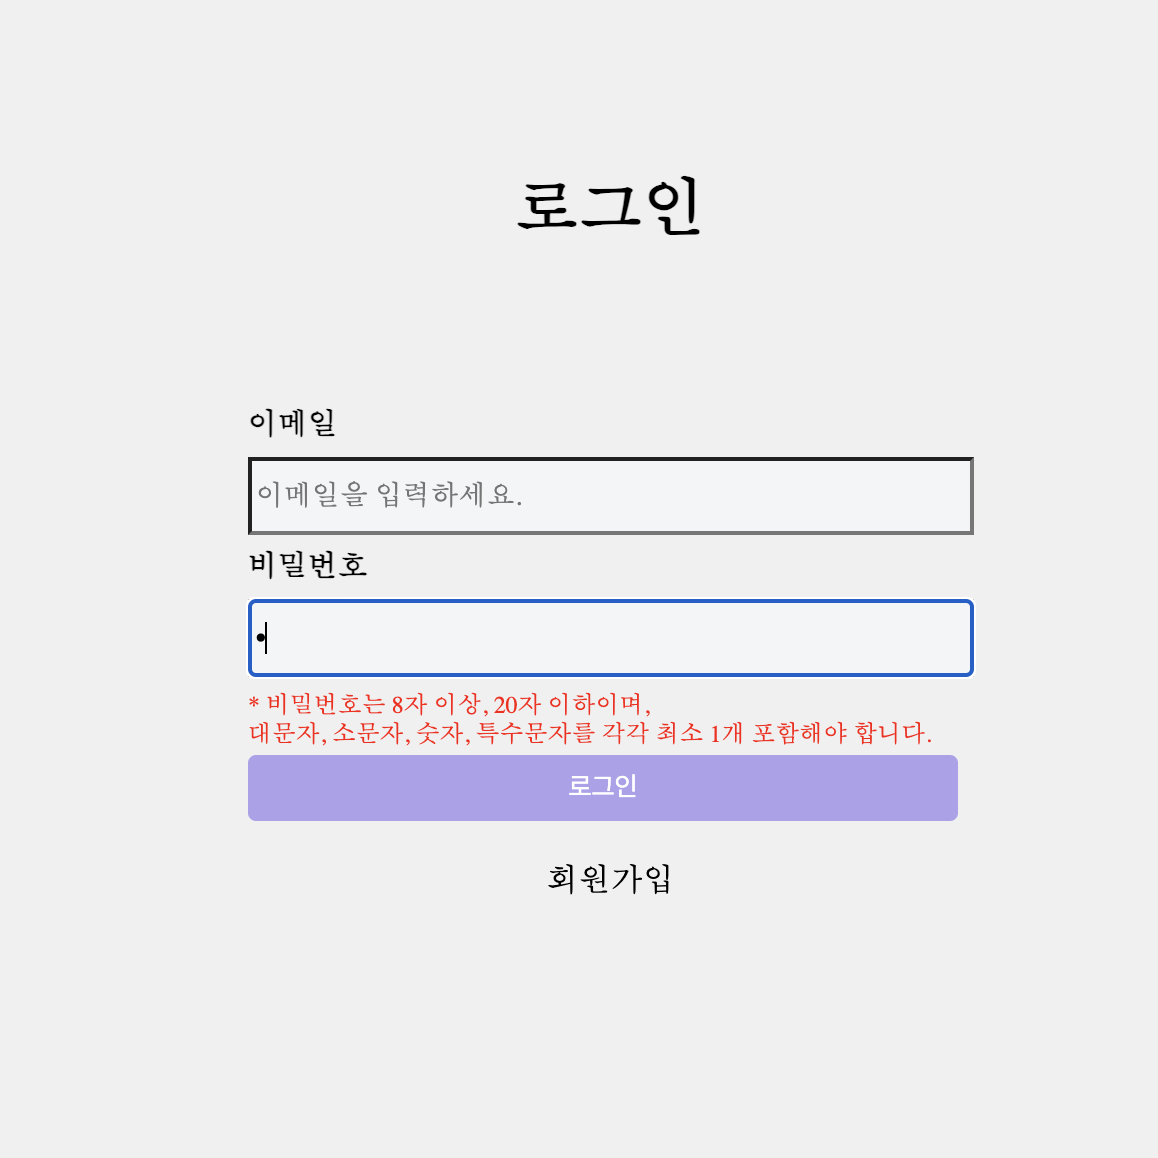 로그인
이메일
이메일을 입력하세요.
비밀번호
•
* 비밀번호는 8자 이상, 20자 이하이며,
대문자, 소문자, 숫자, 특수문자를 각각 최소 1개 포함해야 합니다.
로그인
회원가입